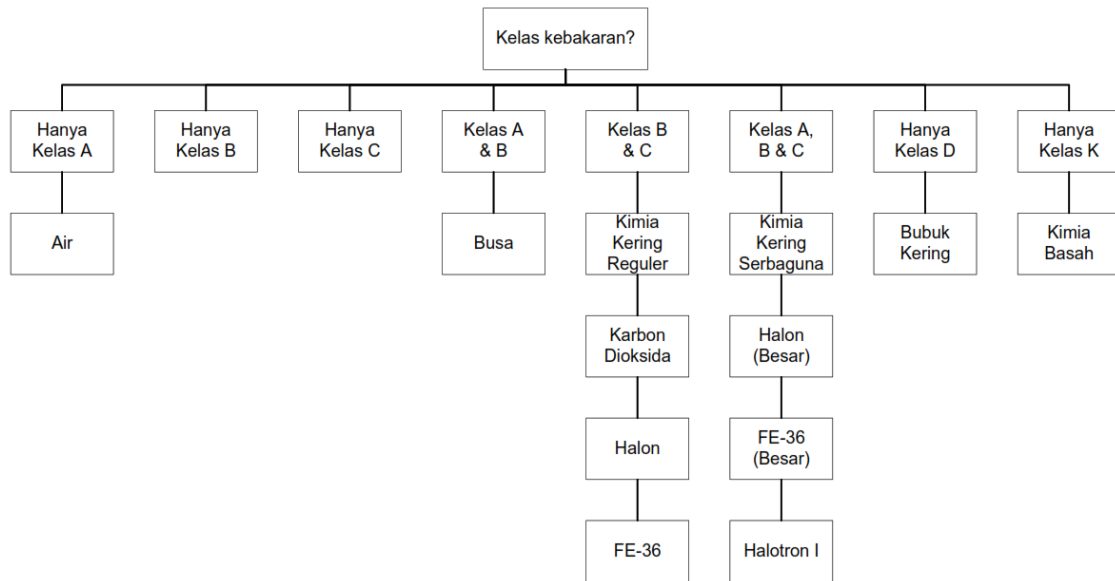 Kelas kebakaran?
Hanya
Kelas A
Hanya
Kelas B
Hanya
Kelas C
Kelas A
& B
Kelas B
& C
Kelas A,
B & C
Hanya
Kelas D
Hanya
Kelas K
Air
Busa
Kimia
Kering
Reguler
Kimia
Kering
Serbaguna
Bubuk
Kering
Kimia
Basah
Karbon
Dioksida
Halon
(Besar)
Halon
FE-36
(Besar)
FE-36
Halotron I